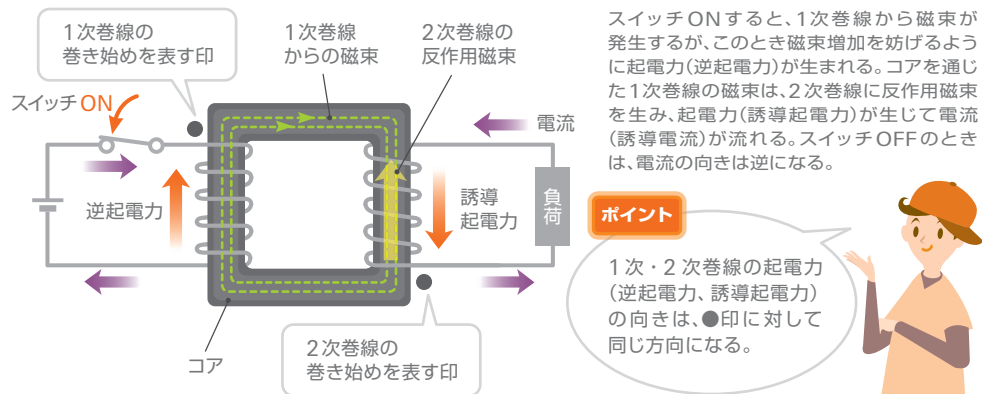 1次巻線の
巻き始めを表す印
1次巻線
からの磁束
2次巻線の
反作用磁束
スイッチON
電流
逆起電力
誘導
起電力
負荷
コア
2次巻線の
巻き始めを表す印
スイッチONすると、1次巻線から磁束が
発生するが、このとき磁束増加を妨げるよう
に起電力(逆起電力)が生まれる。コアを通じ
た1次巻線の磁束は、2次巻線に反作用磁束
を生み、起電力(誘導起電力)が生じて電流
(誘導電流)が流れる。スイッチOFFのとき
は、電流の向きは逆になる。
ポイント
1次・2次巻線の起電力
(逆起電力、誘導起電力)
の向きは、●印に対して
同じ方向になる。